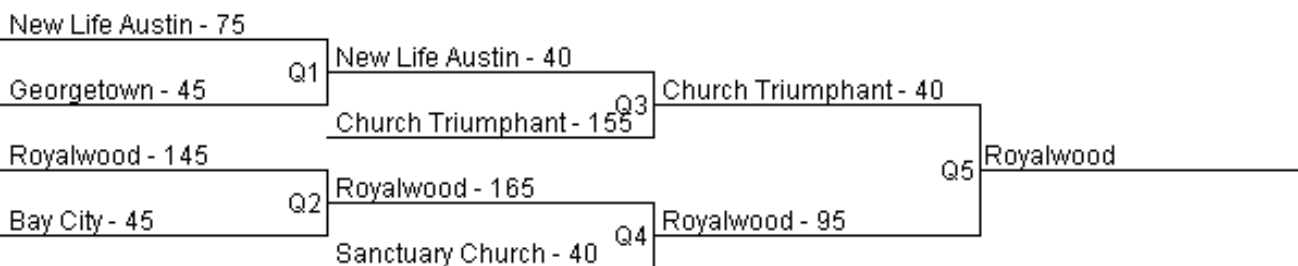 New Life Austin - 75
Q1
New Life Austin - 40
Georgetown - 45
Q3
Church Triumphant - 40
Church Triumphant - 155
Royalwood - 145
Q5
Royalwood
Q2
Royalwood - 165
Bay City - 45
Q4
Royalwood - 95
Sanctuary Church - 40